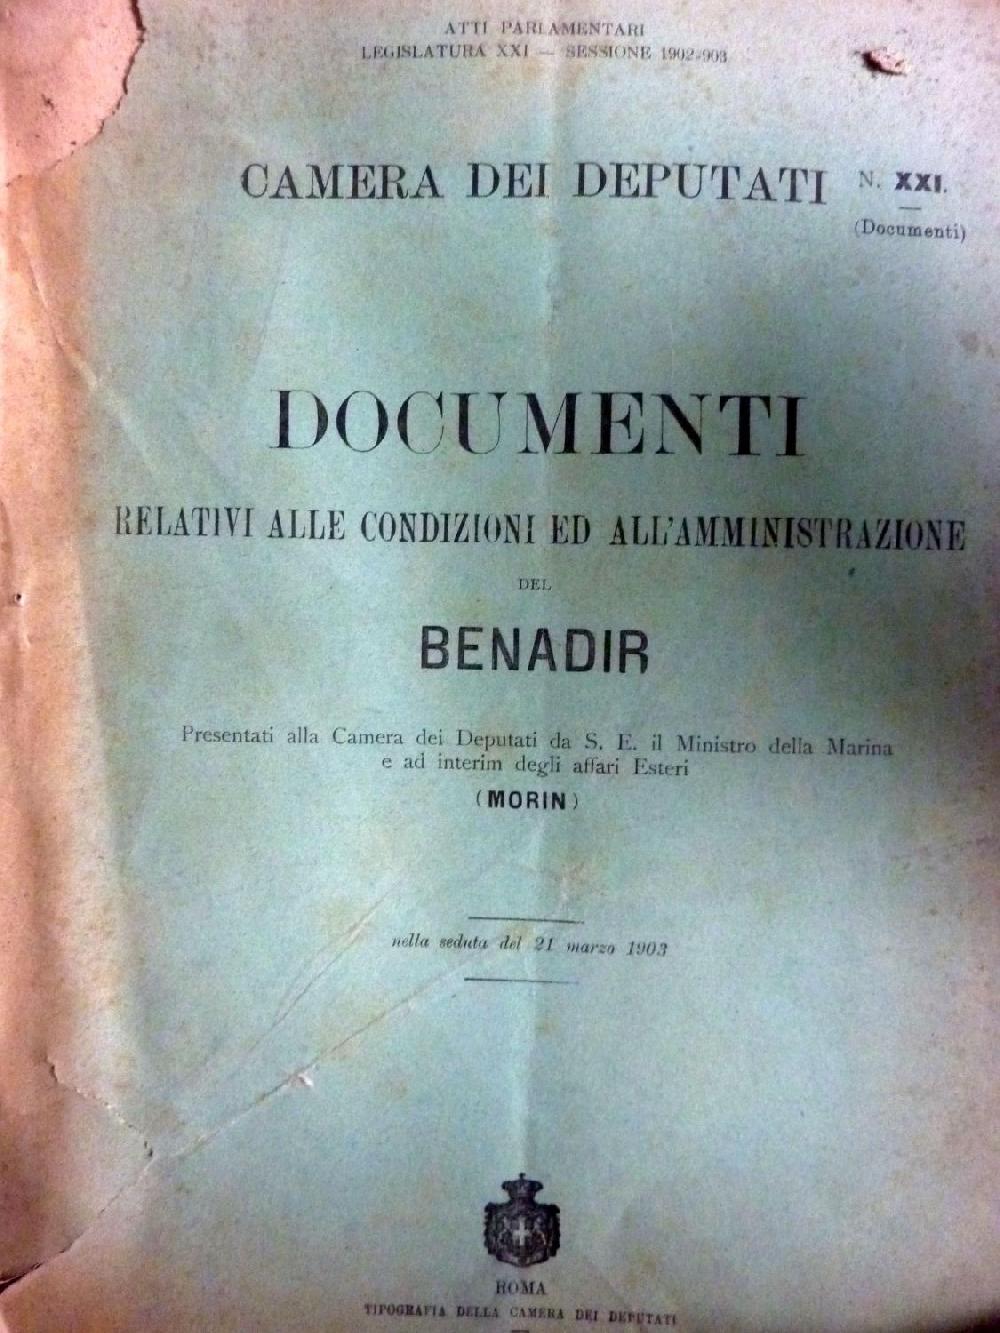 ATTI PARLAMENTARI
LEGISLATURA XXI — SESSIONE 1902-903
CAMERA DEI DEPUTATI
N. XXI.
(Documenti)
DOCUMENTI
RELATIVI ALLE CONDIZIONI ED ALL'AMMINISTRAZIONE
DEL
BENADIR
Presentati alla Camera dei Deputati da S. E. il Ministro della Marina
e ad interim degli affari Esteri
(MORIN)
nella seduta del 21 marzo 1903
ROMA
TIPOGRAFIA DELLA CAMERA DEI DEPUTATI